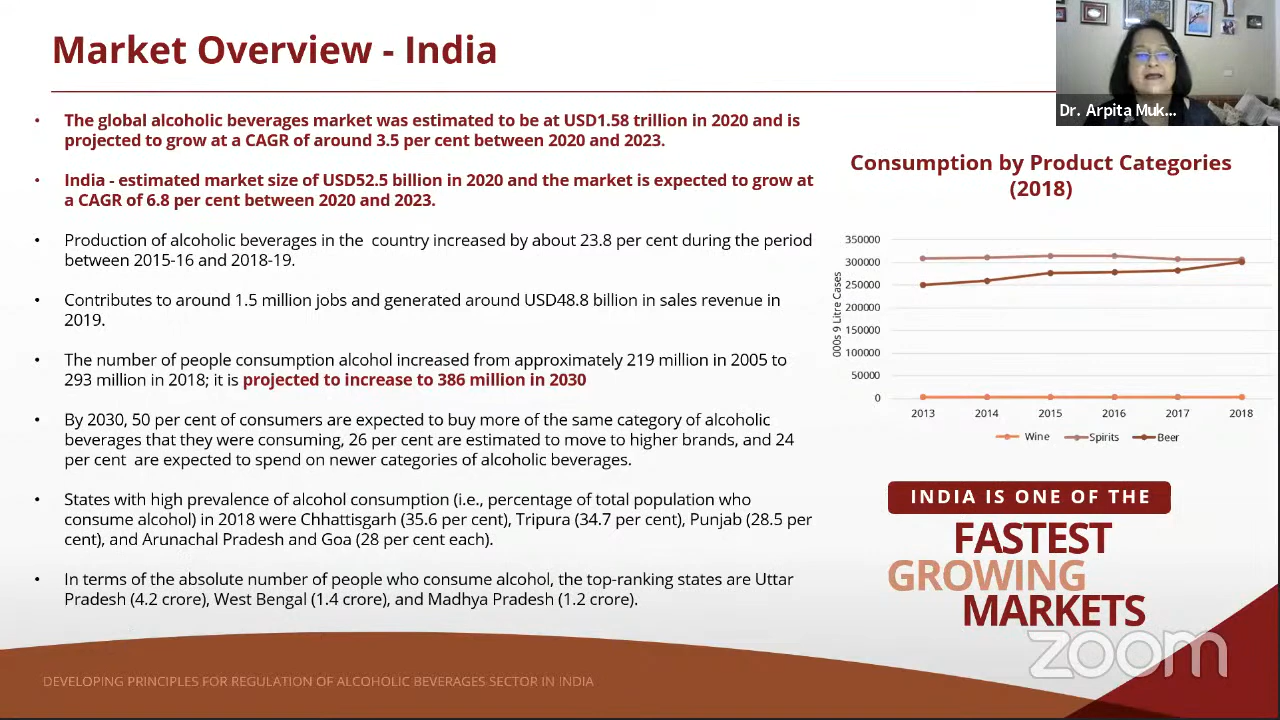 Market Overview - India
Dr. Arpita Muk...
• The global alcoholic beverages market was estimated to be at USD1.58 trillion in 2020 and is
projected to grow at a CAGR of around 3.5 per cent between 2020 and 2023.
• India - estimated market size of USD52.5 billion in 2020 and the market is expected to grow at
a CAGR of 6.8 per cent between 2020 and 2023.
• Production of alcoholic beverages in the country increased by about 23.8 per cent during the period
between 2015-16 and 2018-19.
• Contributes to around 1.5 million jobs and generated around USD48.8 billion in sales revenue in
2019.
• The number of people consumption alcohol increased from approximately 219 million in 2005 to
293 million in 2018; it is projected to increase to 386 million in 2030
• By 2030, 50 per cent of consumers are expected to buy more of the same category of alcoholic
beverages that they were consuming, 26 per cent are estimated to move to higher brands, and 24
per cent are expected to spend on newer categories of alcoholic beverages.
• States with high prevalence of alcohol consumption (i.e., percentage of total population who
consume alcohol) in 2018 were Chhattisgarh (35.6 per cent), Tripura (34.7 per cent), Punjab (28.5 per
cent), and Arunachal Pradesh and Goa (28 per cent each).
• In terms of the absolute number of people who consume alcohol, the top-ranking states are Uttar
Pradesh (4.2 crore), West Bengal (1.4 crore), and Madhya Pradesh (1.2 crore).
Consumption by Product Categories
(2018)
000s 9 Litre Cases
350000
300000
250000
200000
150000
100000
50000
0
2013 2014 2015 2016 2017 2018
Wine Spirits Beer
INDIA IS ONE OF THE
FASTEST
GROWING
MARKETS
zoom
DEVELOPING PRINCIPLES FOR REGULATION OF ALCOHOLIC BEVERAGES SECTOR IN INDIA